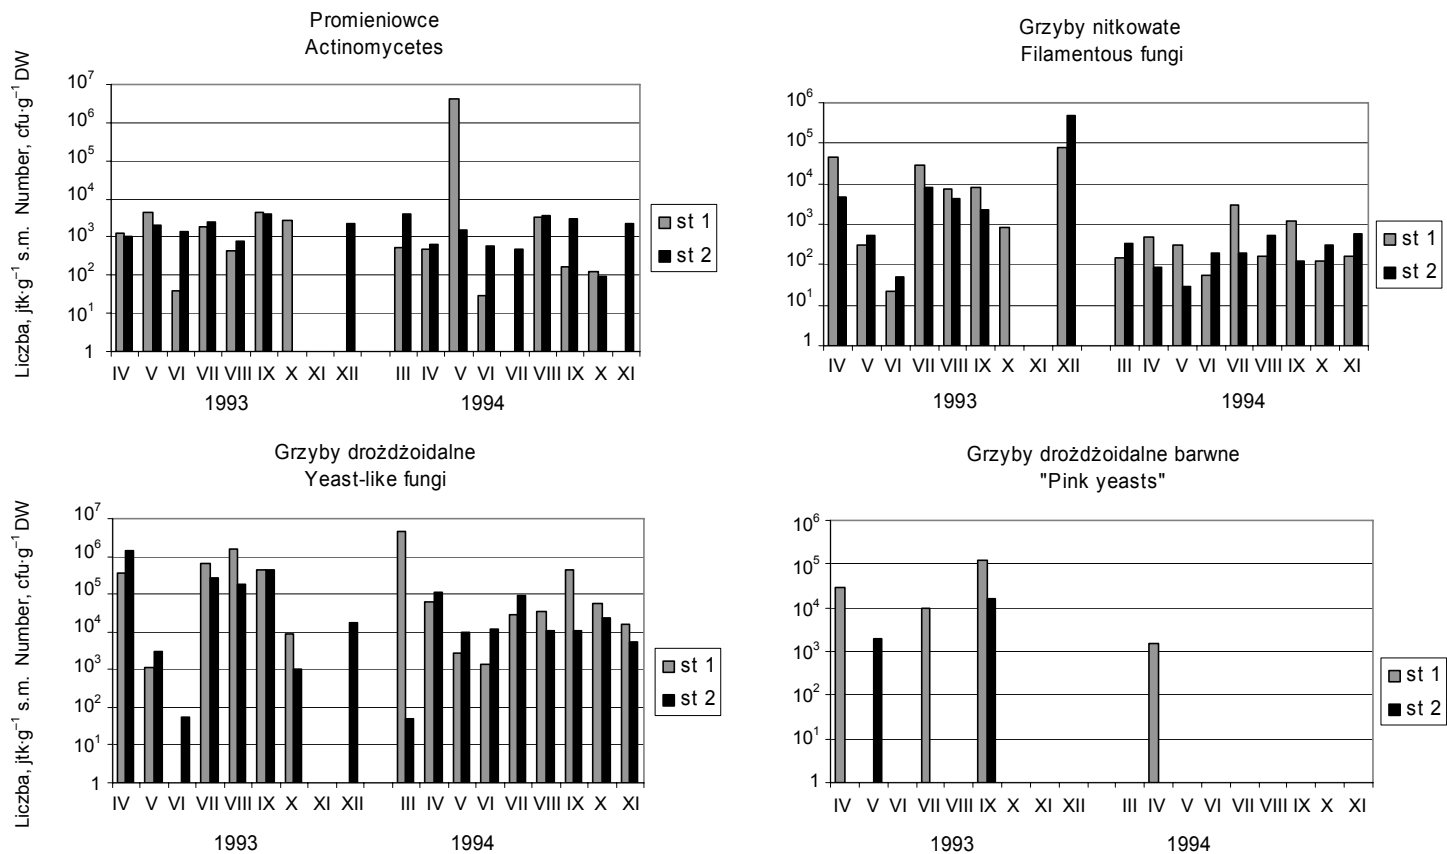 Promieniowce
Actinomycetes
Liczba, jtk·g⁻¹ s.m. Number, cfu·g⁻¹ DW
10⁷
10⁶
10⁵
10⁴
10³
10²
10¹
1
IV V VI VII VIII IX X XI XII III IV V VI VII VIII IX X XI
1993 1994
st 1
st 2
Grzyby nitkowate
Filamentous fungi
10⁶
10⁵
10⁴
10³
10²
10¹
1
IV V VI VII VIII IX X XI XII III IV V VI VII VIII IX X XI
1993 1994
st 1
st 2
Grzyby drożdżoidalne
Yeast-like fungi
Liczba, jtk·g⁻¹ s.m. Number, cfu·g⁻¹ DW
10⁷
10⁶
10⁵
10⁴
10³
10²
10¹
1
IV V VI VII VIII IX X XI XII III IV V VI VII VIII IX X XI
1993 1994
st 1
st 2
Grzyby drożdżoidalne barwne
"Pink yeasts"
10⁶
10⁵
10⁴
10³
10²
10¹
1
IV V VI VII VIII IX X XI XII III IV V VI VII VIII IX X XI
1993 1994
st 1
st 2